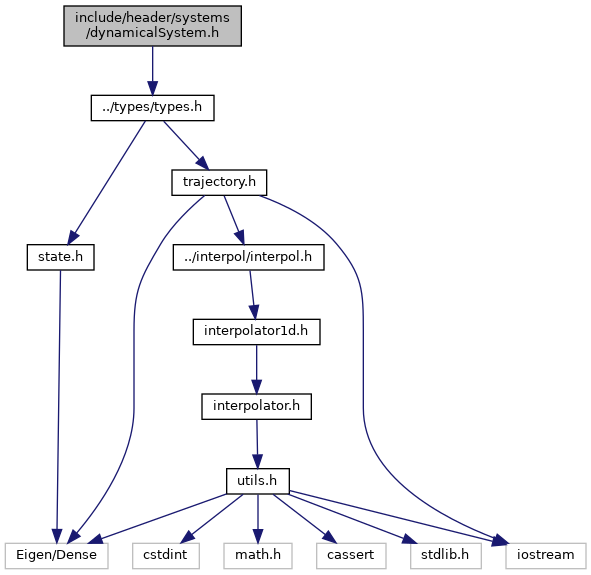 include/header/systems
/dynamicalSystem.h
../types/types.h
trajectory.h
state.h
../interpol/interpol.h
interpolator1d.h
interpolator.h
utils.h
Eigen/Dense
cstdint
math.h
cassert
stdlib.h
iostream